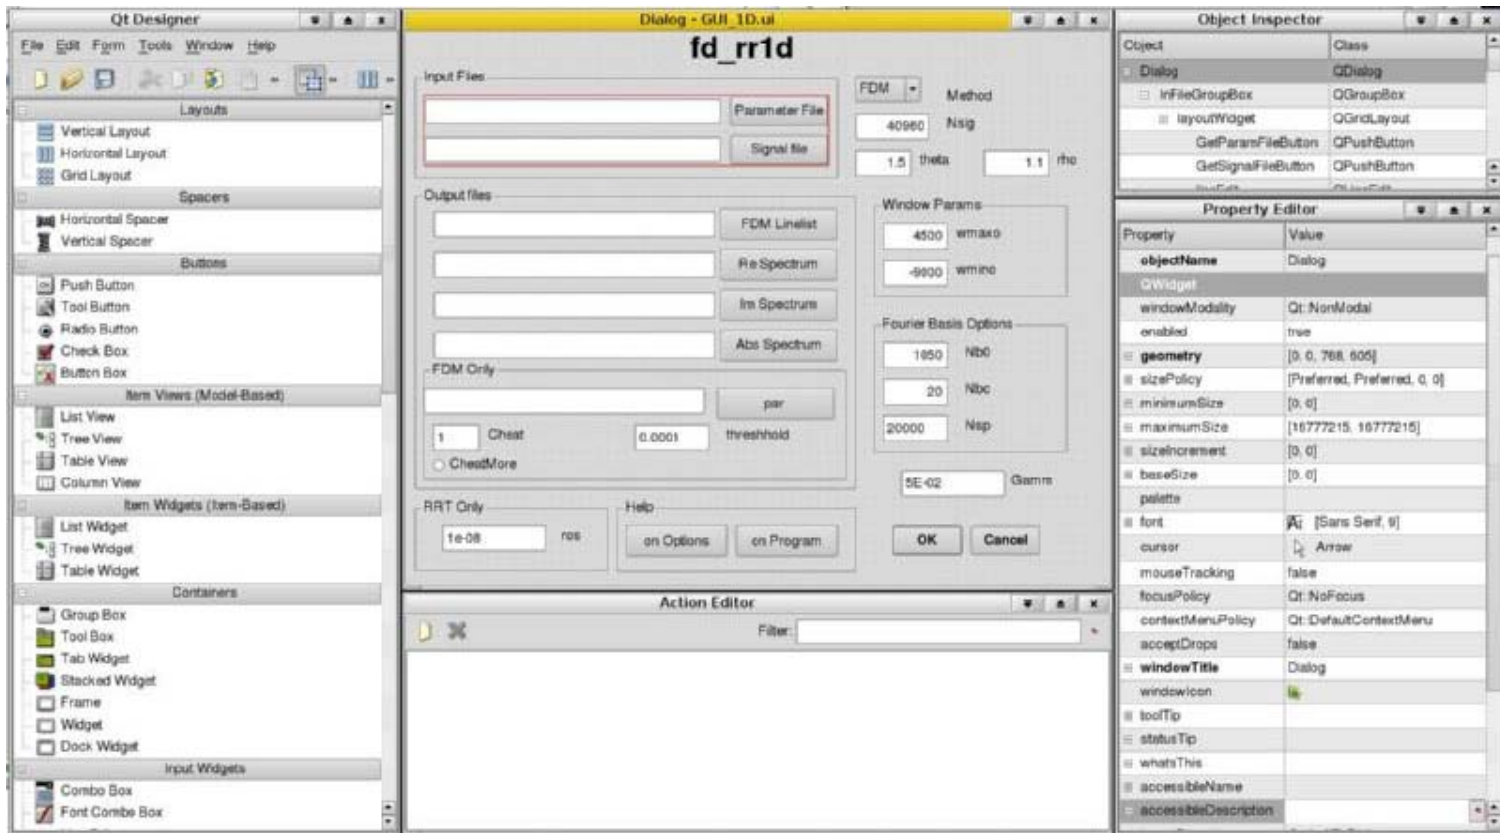 Qt Designer
File Edit Form Tools Window Help
Layouts
Vertical Layout
Horizontal Layout
Grid Layout
Spacers
Horizontal Spacer
Vertical Spacer
Buttons
Push Button
Tool Button
Radio Button
Check Box
Button Box
Item Views (Model-Based)
List View
Tree View
Table View
Column View
Item Widgets (Item-Based)
List Widget
Tree Widget
Table Widget
Containers
Group Box
Tool Box
Tab Widget
Stacked Widget
Frame
Widget
Dock Widget
Input Widgets
Combo Box
Font Combo Box
Dialog - GUI_1D.ui
fd_rr1d
Input Files
Parameter File
Signal file
FDM Method
40960 Nsig
1.5 theta 1.1 rho
Output files
FDM Linelist
Re Spectrum
Im Spectrum
Abs Spectrum
Window Params
4500 wmaxo
-9000 wmino
Fourier Basis Options
1050 Nb0
20 Nbc
20000 Nsp
FDM Only
par
1 Cheat 0.0001 threshhold
CheatMore
5E-02 Gamm
RRT Only
1e-08 ros
Help
on Options on Program
OK Cancel
Action Editor
Filter:
Object Inspector
Object Class
Dialog QDialog
InFileGroupBox QGroupBox
layoutWidget QGridLayout
GetParamFileButton QPushButton
GetSignalFileButton QPushButton
Property Editor
Property Value
objectName Dialog
QWidget
windowModality Qt::NonModal
enabled true
geometry [0, 0, 768, 605]
sizePolicy [Preferred, Preferred, 0, 0]
minimumSize [0, 0]
maximumSize [16777215, 16777215]
sizeIncrement [0, 0]
baseSize [0, 0]
palette
font [Sans Serif, 9]
cursor Arrow
mouseTracking false
focusPolicy Qt::NoFocus
contextMenuPolicy Qt::DefaultContextMenu
acceptDrops false
windowTitle Dialog
windowIcon
toolTip
statusTip
whatsThis
accessibleName
accessibleDescription